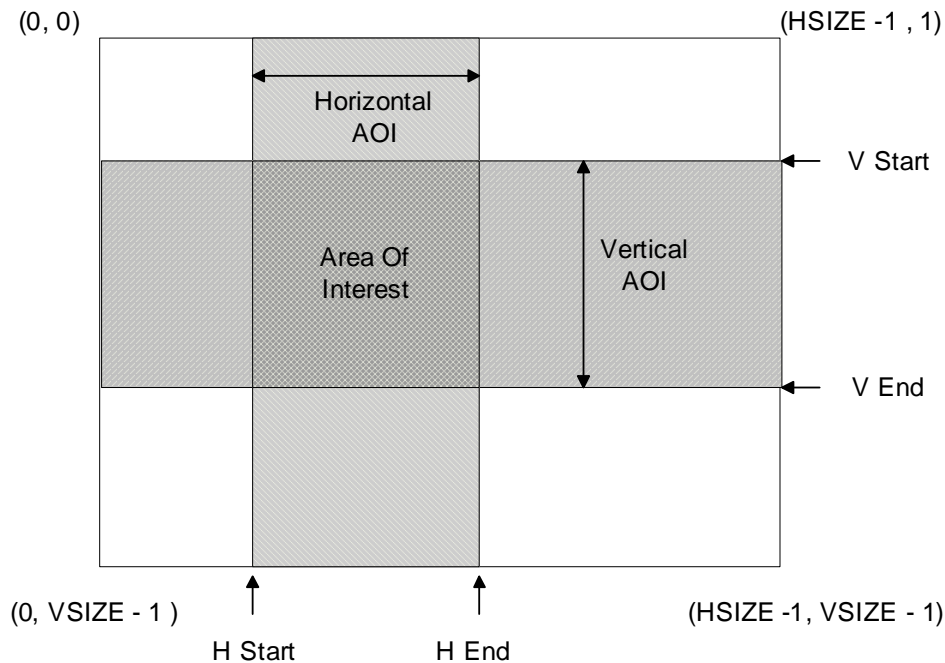 (0, 0)
(HSIZE -1 , 1)
Horizontal
AOI
V Start
Area Of
Interest
Vertical
AOI
V End
(0, VSIZE - 1 )
(HSIZE -1, VSIZE - 1)
H Start
H End